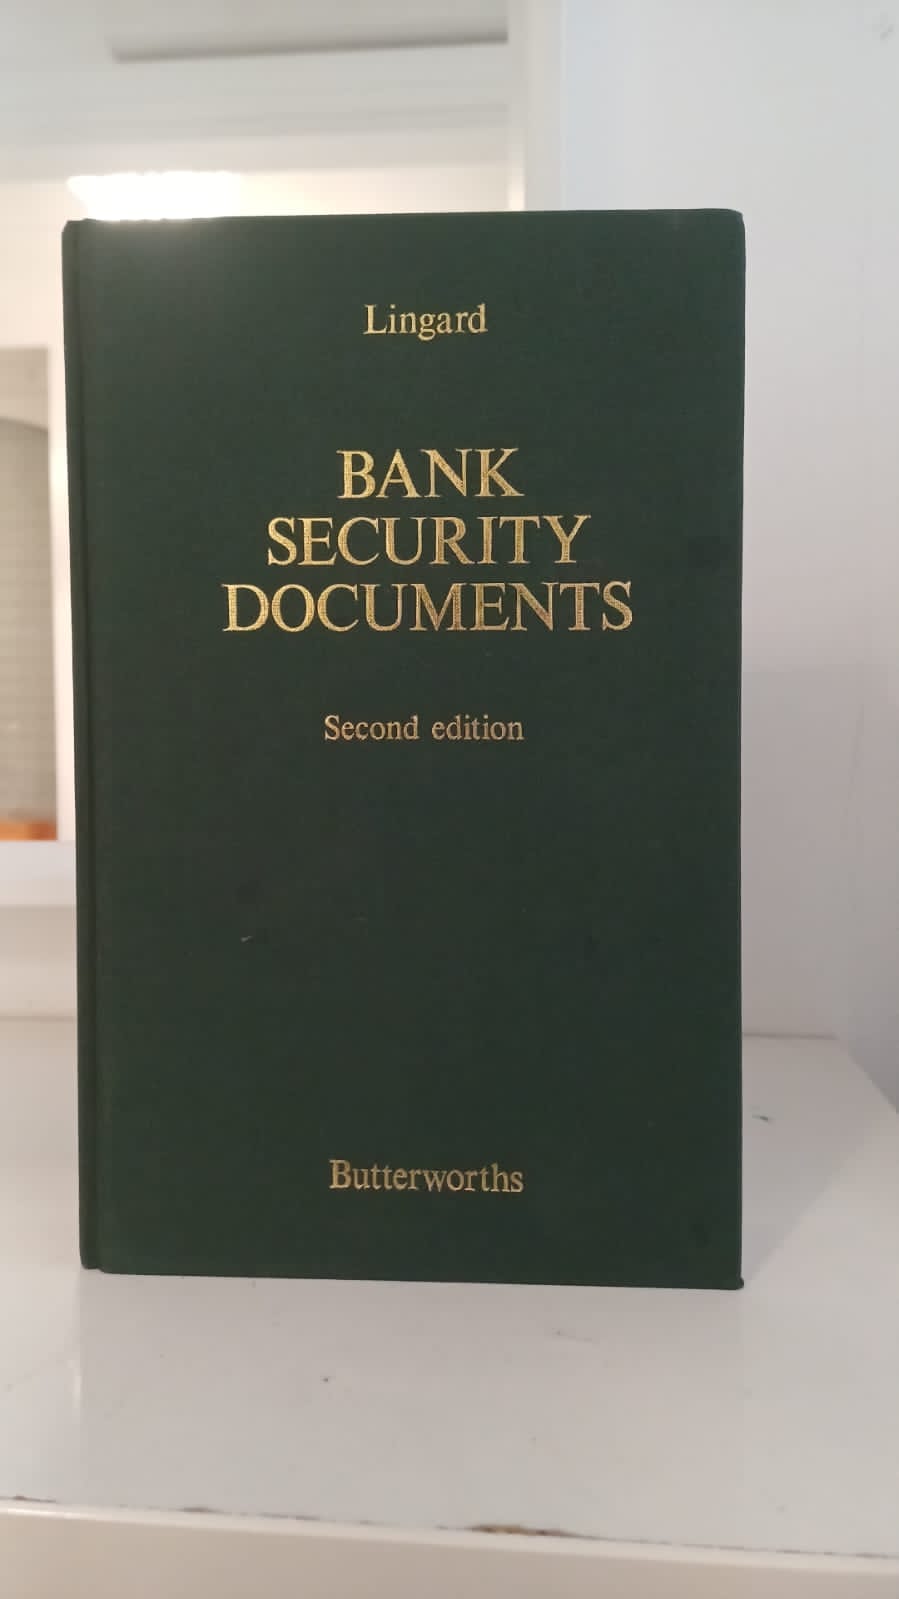 Lingard
BANK
SECURITY
DOCUMENTS
Second edition
Butterworths